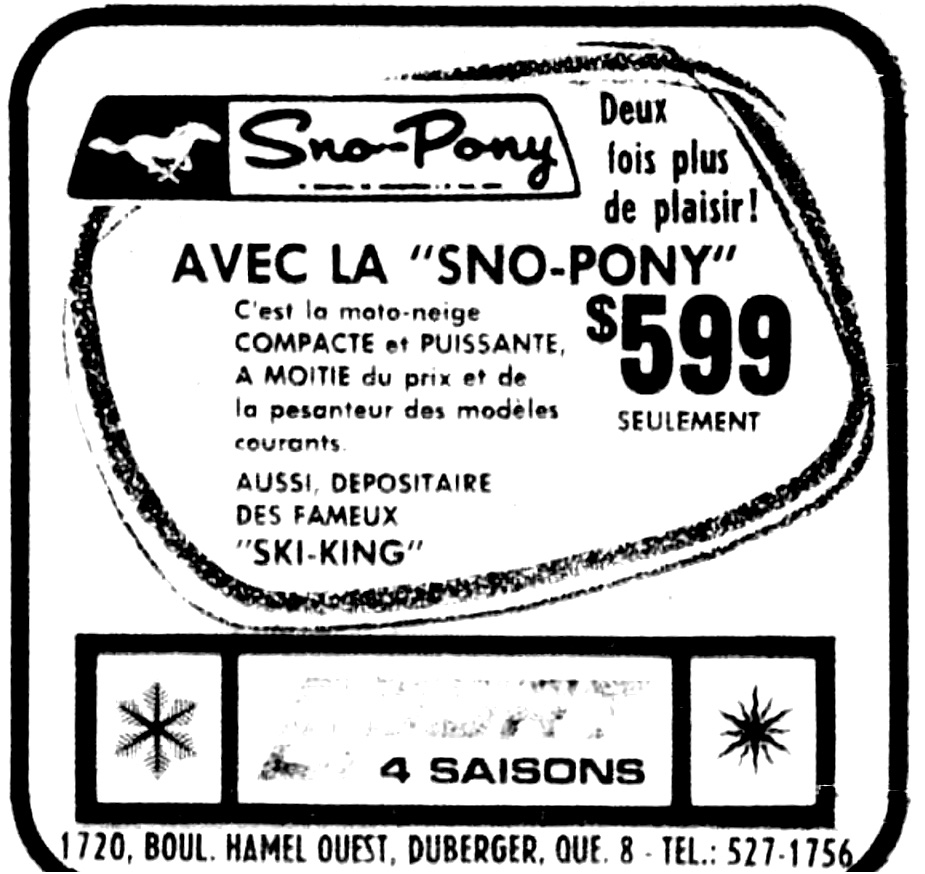 Sno-Pony
Deux
fois plus
de plaisir!
AVEC LA "SNO-PONY"
C'est la moto-neige
COMPACTE et PUISSANTE,
A MOITIE du prix et de
la pesanteur des modèles
courants.
$599
SEULEMENT
AUSSI, DEPOSITAIRE
DES FAMEUX
"SKI-KING"
4 SAISONS
1720, BOUL. HAMEL OUEST, DUBERGER, QUE. 8 - TEL.: 527-1756